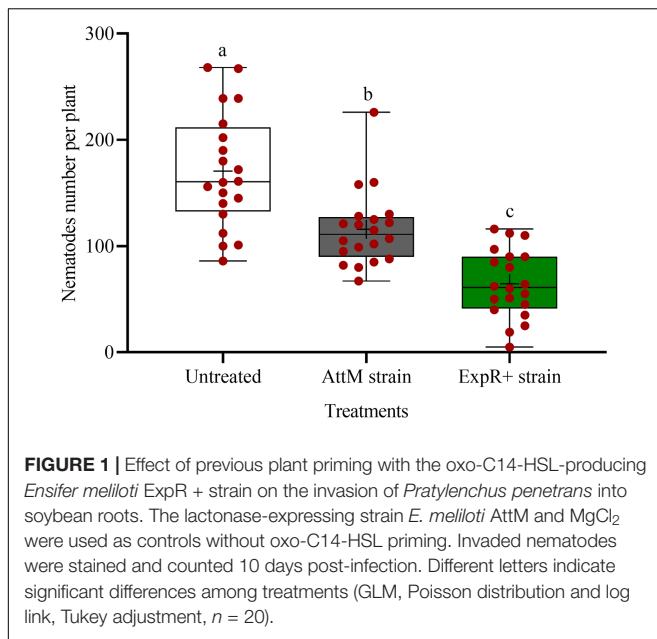 300
200
100
0
Nematodes number per plant
a
b
c
Untreated
AttM strain
ExpR+ strain
Treatments
FIGURE 1 | Effect of previous plant priming with the oxo-C14-HSL-producing
Ensifer meliloti ExpR + strain on the invasion of Pratylenchus penetrans into
soybean roots. The lactonase-expressing strain E. meliloti AttM and MgCl₂
were used as controls without oxo-C14-HSL priming. Invaded nematodes
were stained and counted 10 days post-infection. Different letters indicate
significant differences among treatments (GLM, Poisson distribution and log
link, Tukey adjustment, n = 20).